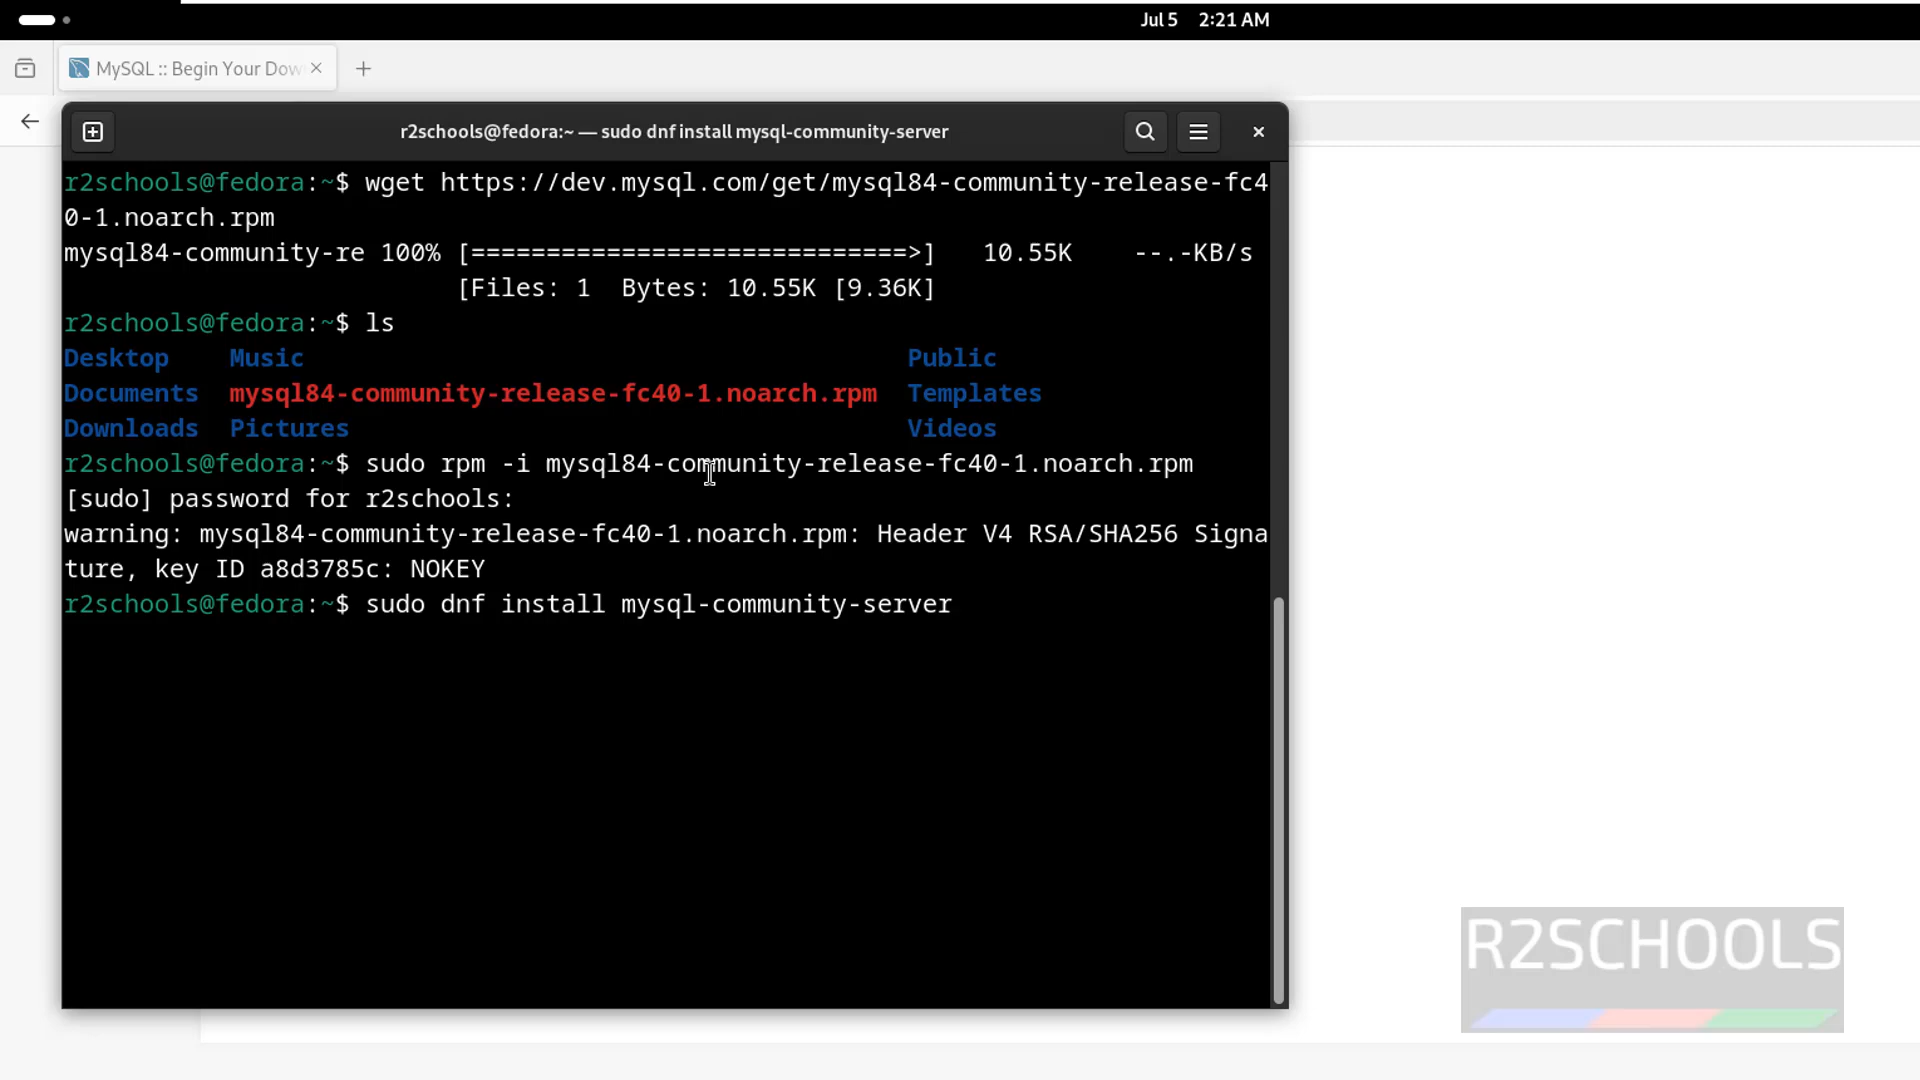 Jul 5 2:21 AM
MySQL :: Begin Your Dow
r2schools@fedora:~ — sudo dnf install mysql-community-server
r2schools@fedora:~$ wget https://dev.mysql.com/get/mysql84-community-release-fc4
0-1.noarch.rpm
mysql84-community-re 100% [=============================>] 10.55K --.-KB/s
[Files: 1 Bytes: 10.55K [9.36K]
r2schools@fedora:~$ ls
Desktop Music Public
Documents mysql84-community-release-fc40-1.noarch.rpm Templates
Downloads Pictures Videos
r2schools@fedora:~$ sudo rpm -i mysql84-community-release-fc40-1.noarch.rpm
[sudo] password for r2schools:
warning: mysql84-community-release-fc40-1.noarch.rpm: Header V4 RSA/SHA256 Signa
ture, key ID a8d3785c: NOKEY
r2schools@fedora:~$ sudo dnf install mysql-community-server
R2SCHOOLS